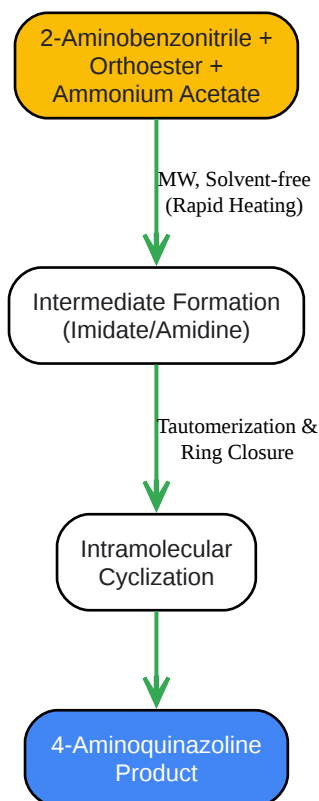 2-Aminobenzonitrile +
Orthoester +
Ammonium Acetate
MW, Solvent-free
(Rapid Heating)
Intermediate Formation
(Imidate/Amidine)
Tautomerization &
Ring Closure
Intramolecular
Cyclization
4-Aminoquinazoline
Product